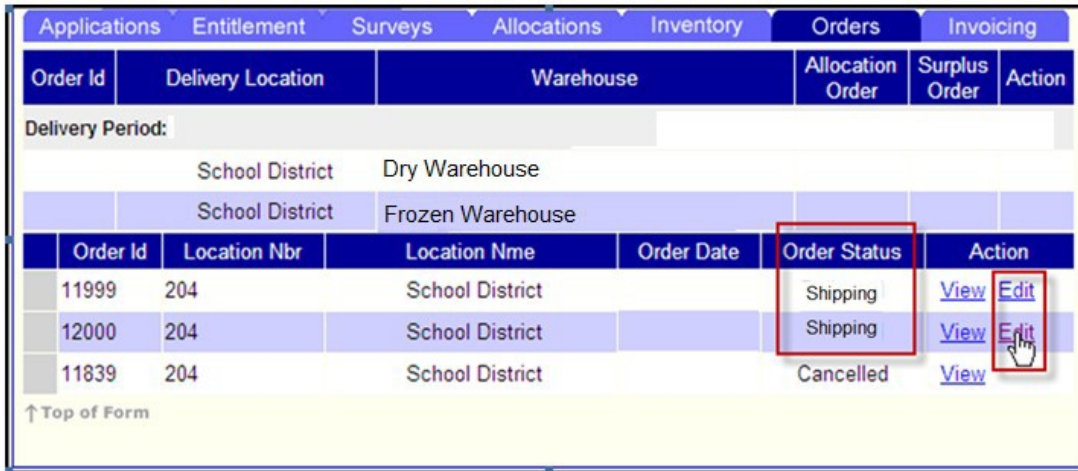 Applications Entitlement Surveys Allocations Inventory Orders Invoicing
Order Id Delivery Location Warehouse Allocation Order Surplus Order Action
Delivery Period:
School District Dry Warehouse
School District Frozen Warehouse
Order Id Location Nbr Location Nme Order Date Order Status Action
11999 204 School District Shipping View Edit
12000 204 School District Shipping View Edit
11839 204 School District Cancelled View
↑Top of Form